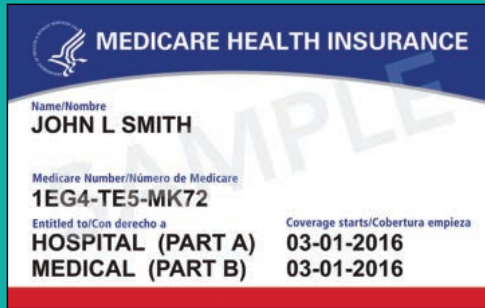 MEDICARE HEALTH INSURANCE
Name/Nombre
JOHN L SMITH
Medicare Number/Número de Medicare
1EG4-TE5-MK72
Entitled to/Con derecho a Coverage starts/Cobertura empieza
HOSPITAL (PART A) 03-01-2016
MEDICAL (PART B) 03-01-2016
SAMPLE